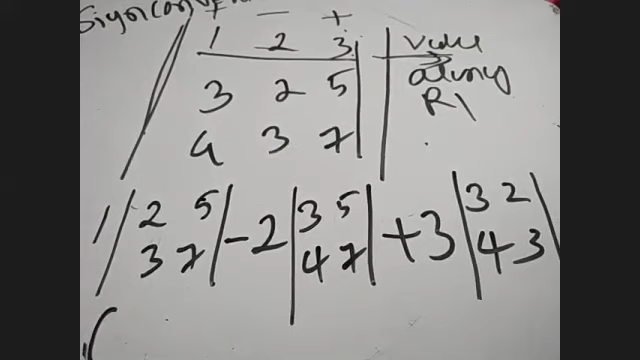 Sign conve
+ − +
1 2 3 value
3 2 5 along
4 3 7 R1
1 | 2 5 | − 2 | 3 5 | + 3 | 3 2 |
| 3 7 | | 4 7 | | 4 3 |
(